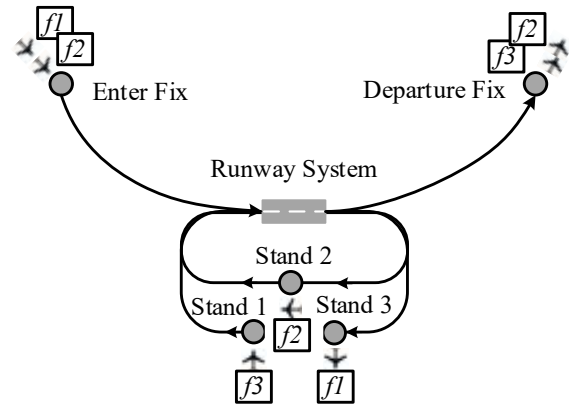 f1
f2
f2
f3
Enter Fix
Departure Fix
Runway System
Stand 2
Stand 1
Stand 3
f2
f3
f1